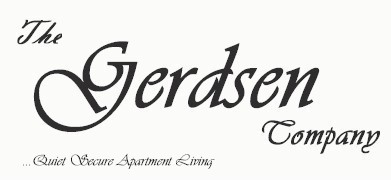 The
Gerdsen
Company
...Quiet Secure Apartment Living